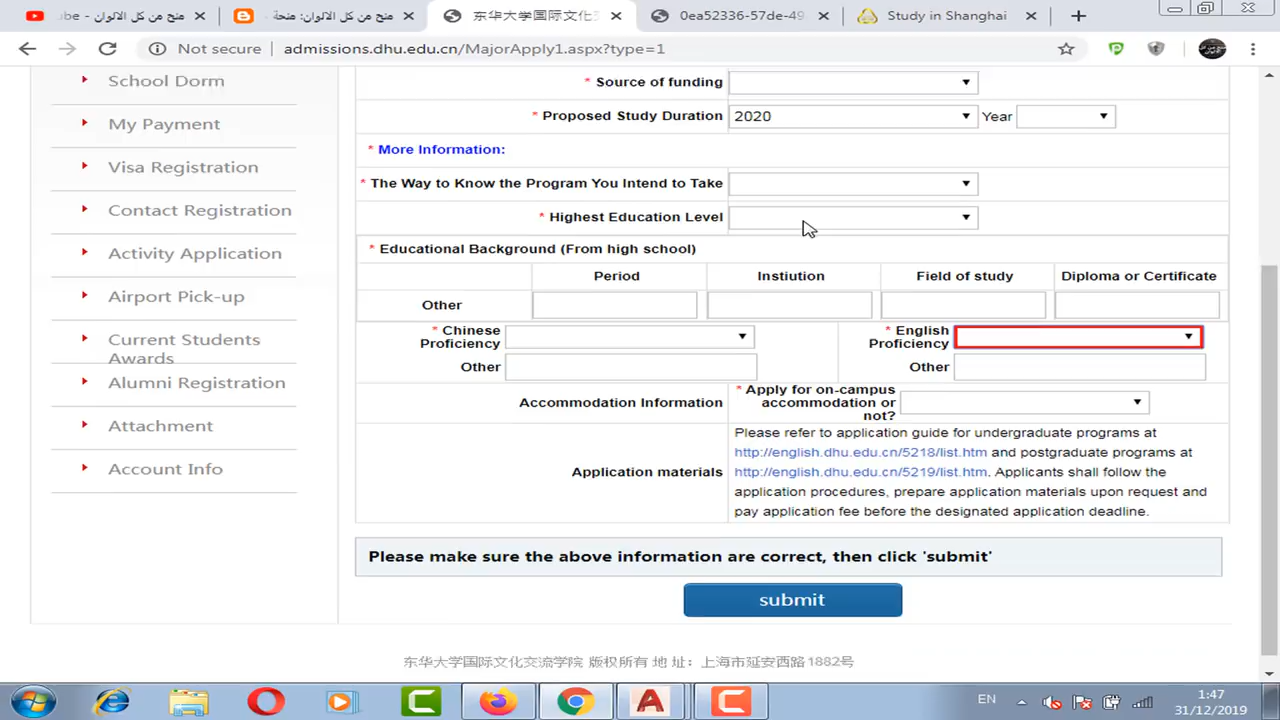 ube - منح من كل الالوان
منح من كل الالوان: منحة
东华大学国际文化交
0ea52336-57de-49
Study in Shanghai
Not secure
admissions.dhu.edu.cn/MajorApply1.aspx?type=1
School Dorm
My Payment
Visa Registration
Contact Registration
Activity Application
Airport Pick-up
Current Students
Awards
Alumni Registration
Attachment
Account Info
* Source of funding
* Proposed Study Duration 2020 Year
* More Information:
* The Way to Know the Program You Intend to Take
* Highest Education Level
* Educational Background (From high school)
Period Instiution Field of study Diploma or Certificate
Other
* Chinese
Proficiency
* English
Proficiency
Other Other
Accommodation Information
* Apply for on-campus
accommodation or
not?
Application materials
Please refer to application guide for undergraduate programs at
http://english.dhu.edu.cn/5218/list.htm and postgraduate programs at
http://english.dhu.edu.cn/5219/list.htm. Applicants shall follow the
application procedures, prepare application materials upon request and
pay application fee before the designated application deadline.
Please make sure the above information are correct, then click 'submit'
submit
东华大学国际文化交流学院 版权所有 地 址：上海市延安西路1882号
EN
1:47
31/12/2019